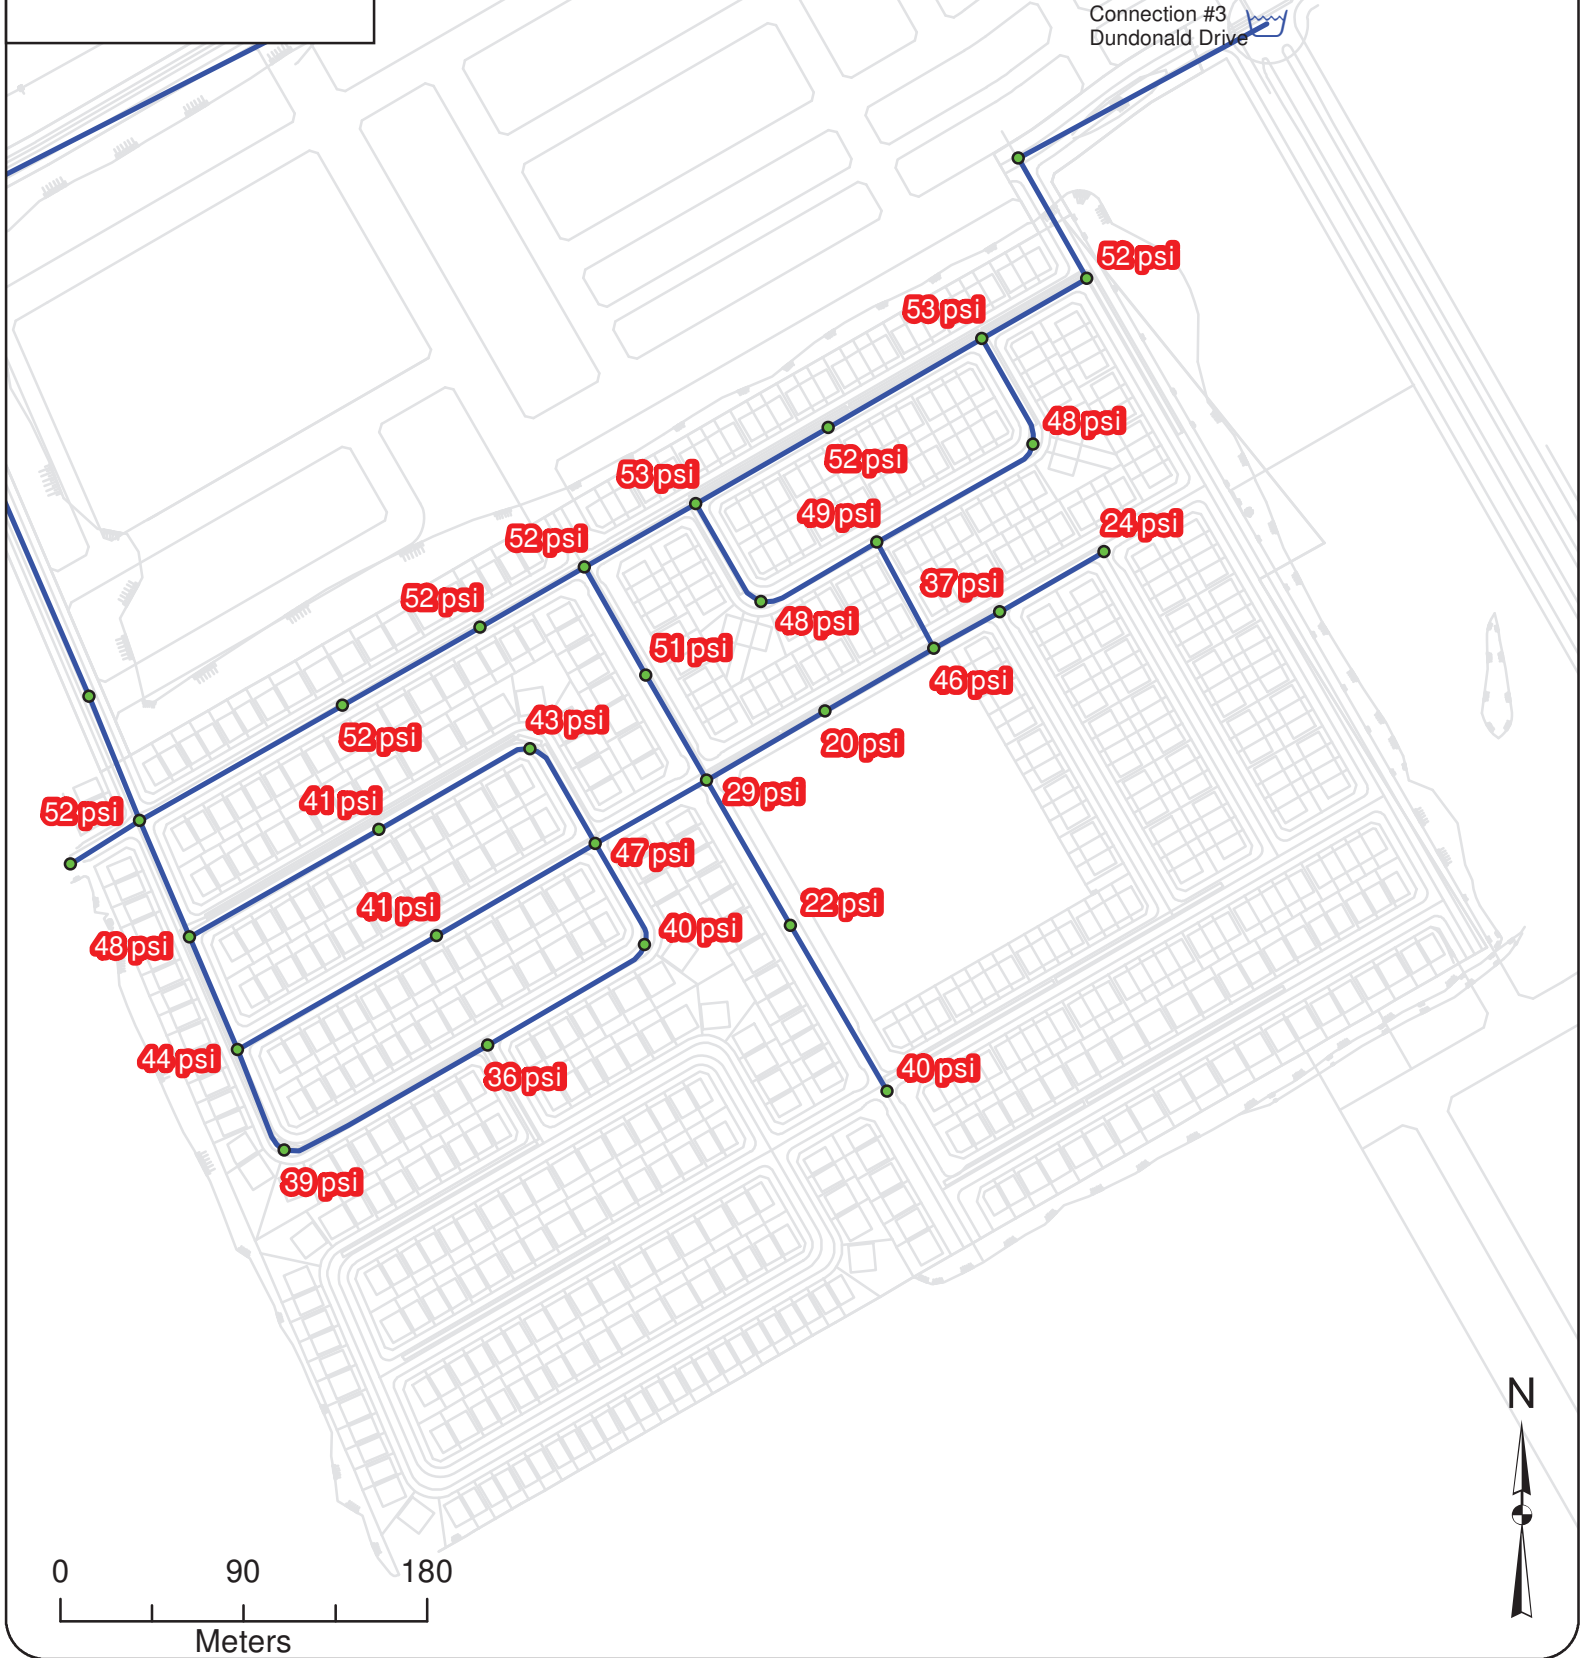 Connection #3
Dundonald Drive
52 psi
53 psi
48 psi
52 psi
53 psi
49 psi
24 psi
52 psi
37 psi
52 psi
48 psi
51 psi
46 psi
43 psi
52 psi
20 psi
29 psi
41 psi
52 psi
47 psi
41 psi
22 psi
40 psi
48 psi
44 psi
36 psi
40 psi
39 psi
N
0 90 180
Meters